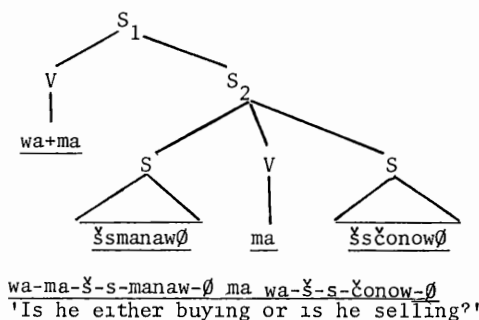 S1
V S2
wa+ma
S V S
šsmanawØ ma šsčonowØ
wa-ma-š-s-manaw-Ø ma wa-š-s-čonow-Ø
'Is he either buying or is he selling?'